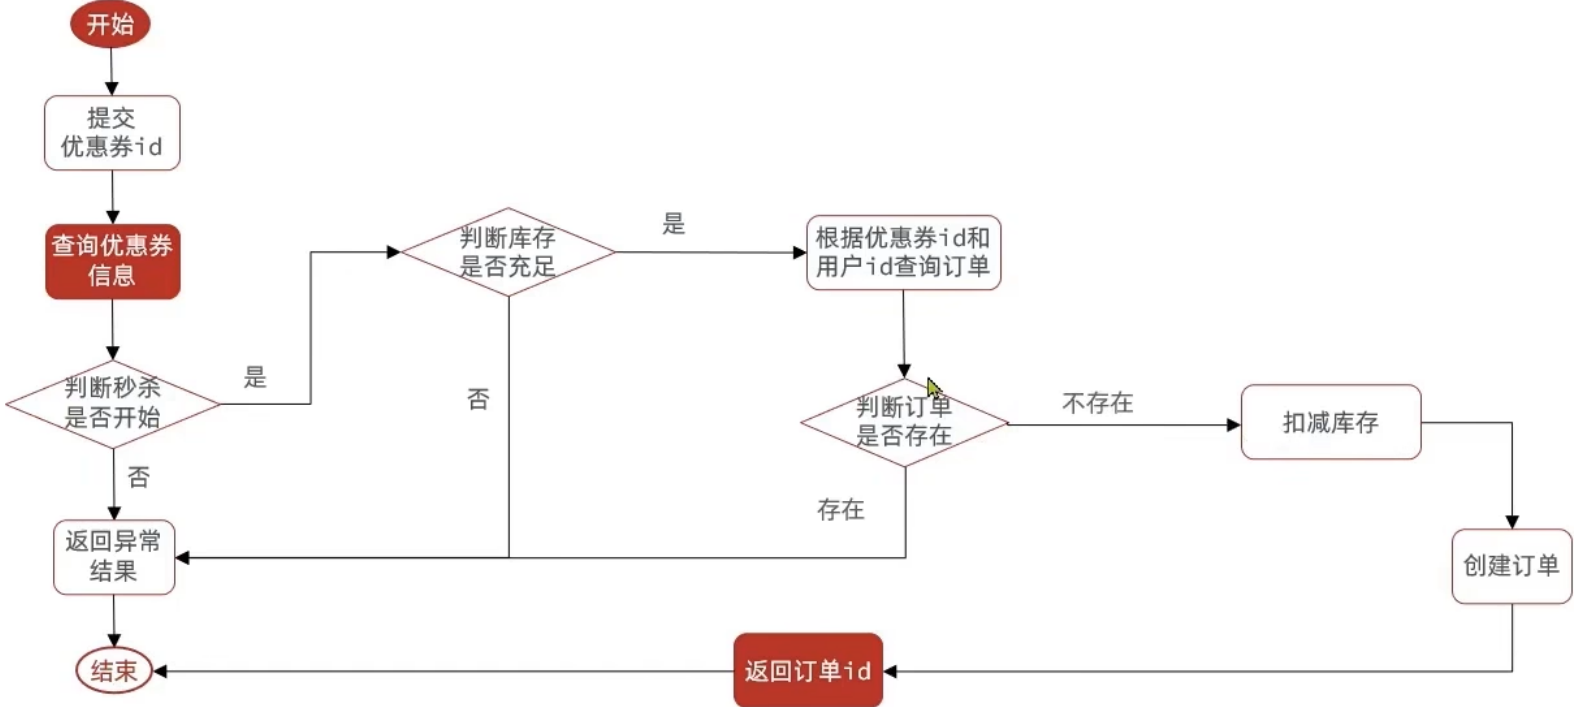 开始
提交
优惠券id
查询优惠券
信息
判断秒杀
是否开始
是
否
判断库存
是否充足
是
否
根据优惠券id和
用户id查询订单
判断订单
是否存在
不存在
存在
扣减库存
创建订单
返回异常
结果
返回订单id
结束